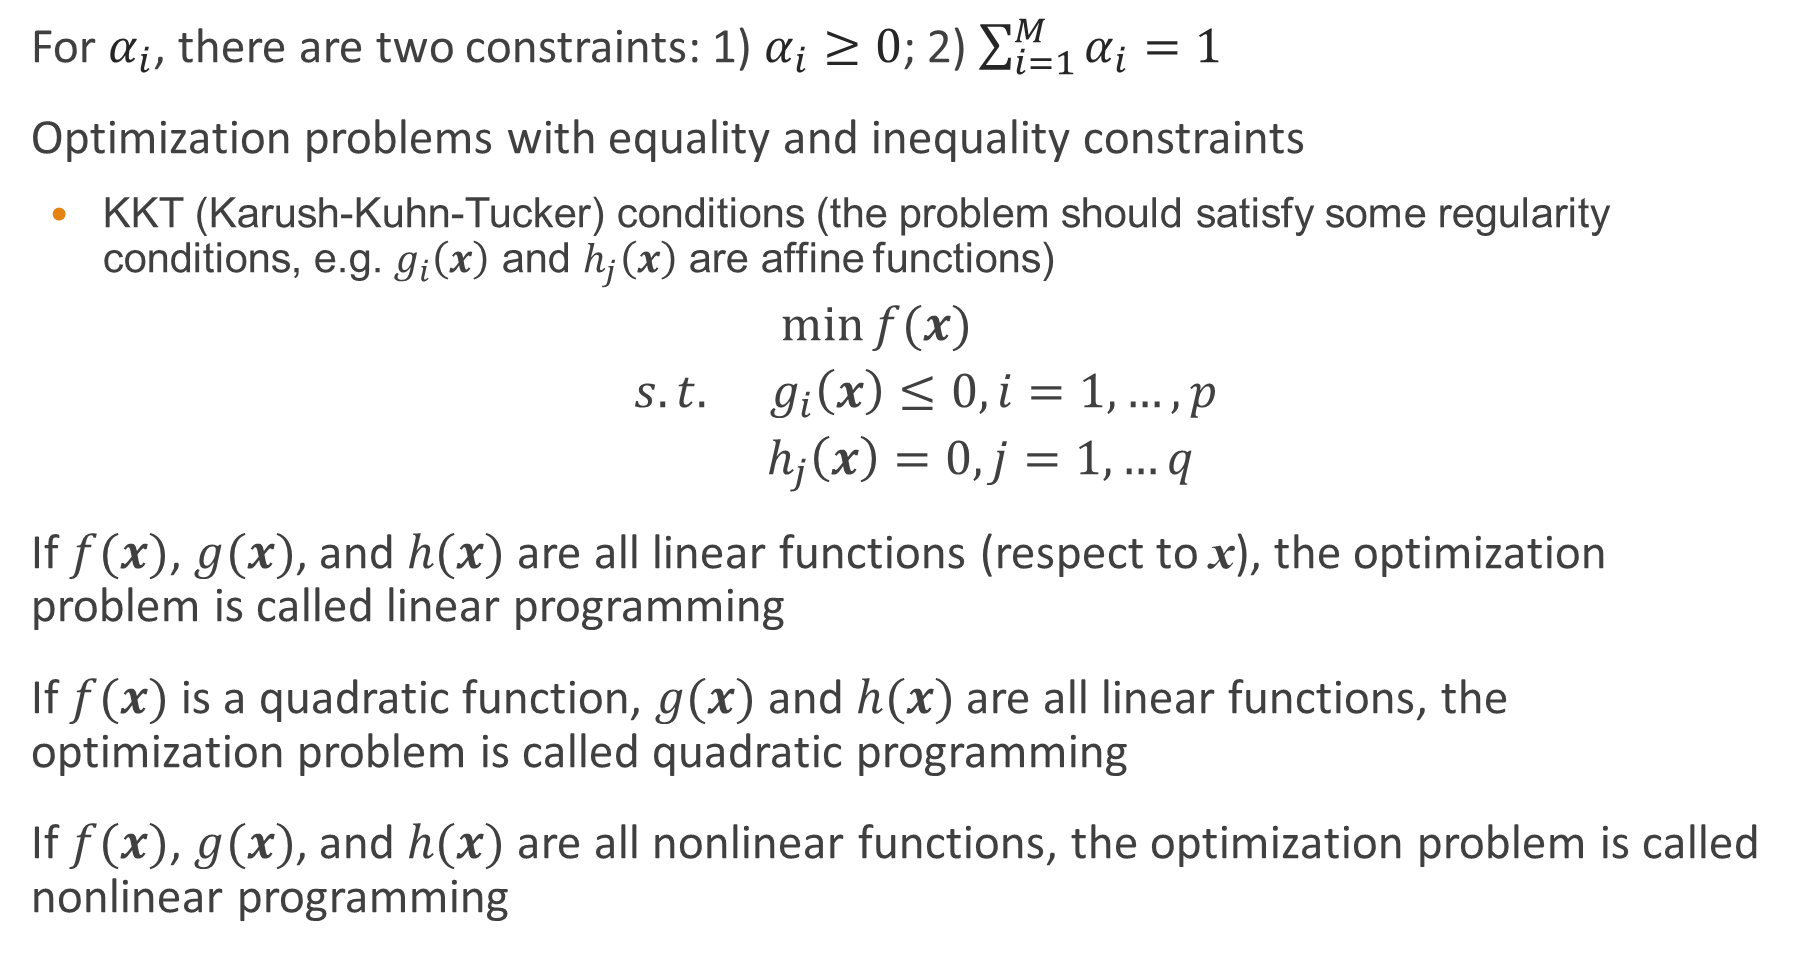 For αᵢ, there are two constraints: 1) αᵢ ≥ 0; 2) ∑ᵢ₌₁ᴹ αᵢ = 1
Optimization problems with equality and inequality constraints
• KKT (Karush-Kuhn-Tucker) conditions (the problem should satisfy some regularity
conditions, e.g. gᵢ(𝒙) and hⱼ(𝒙) are affine functions)
min f(𝒙)
s.t. gᵢ(𝒙) ≤ 0, i = 1, …, p
hⱼ(𝒙) = 0, j = 1, … q
If f(𝒙), g(𝒙), and h(𝒙) are all linear functions (respect to 𝒙), the optimization
problem is called linear programming
If f(𝒙) is a quadratic function, g(𝒙) and h(𝒙) are all linear functions, the
optimization problem is called quadratic programming
If f(𝒙), g(𝒙), and h(𝒙) are all nonlinear functions, the optimization problem is called
nonlinear programming